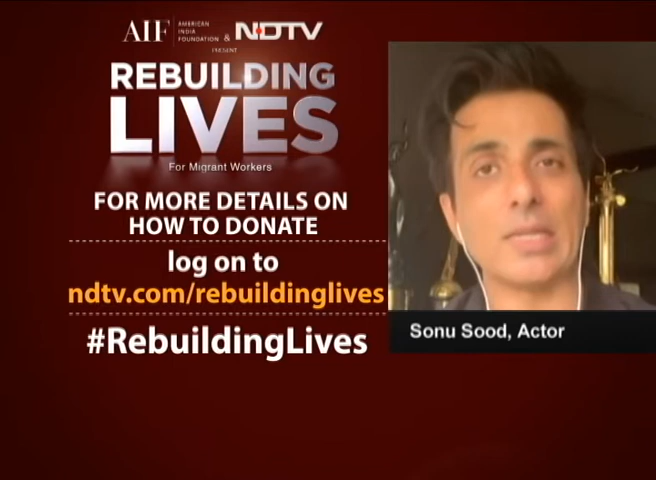 AIF AMERICAN INDIA FOUNDATION & NDTV
PRESENT
REBUILDING
LIVES
For Migrant Workers
FOR MORE DETAILS ON
HOW TO DONATE
log on to
ndtv.com/rebuildinglives
#RebuildingLives
Sonu Sood, Actor